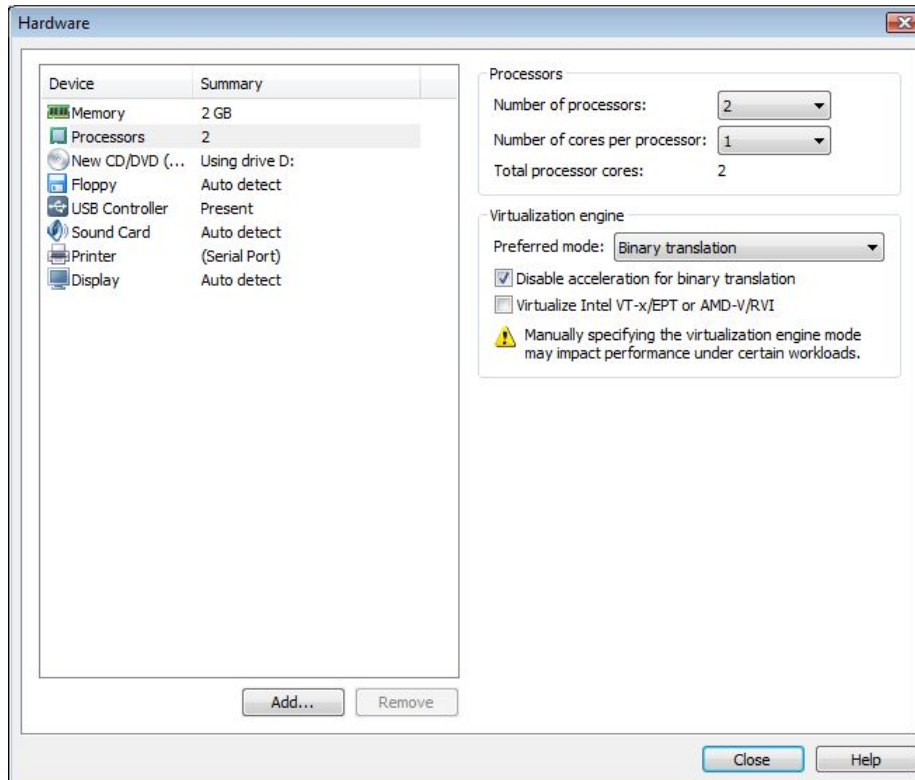 Hardware
Device Summary
Memory 2 GB
Processors 2
New CD/DVD (... Using drive D:
Floppy Auto detect
USB Controller Present
Sound Card Auto detect
Printer (Serial Port)
Display Auto detect
Add... Remove
Processors
Number of processors: 2
Number of cores per processor: 1
Total processor cores: 2
Virtualization engine
Preferred mode: Binary translation
Disable acceleration for binary translation
Virtualize Intel VT-x/EPT or AMD-V/RVI
Manually specifying the virtualization engine mode
may impact performance under certain workloads.
Close Help